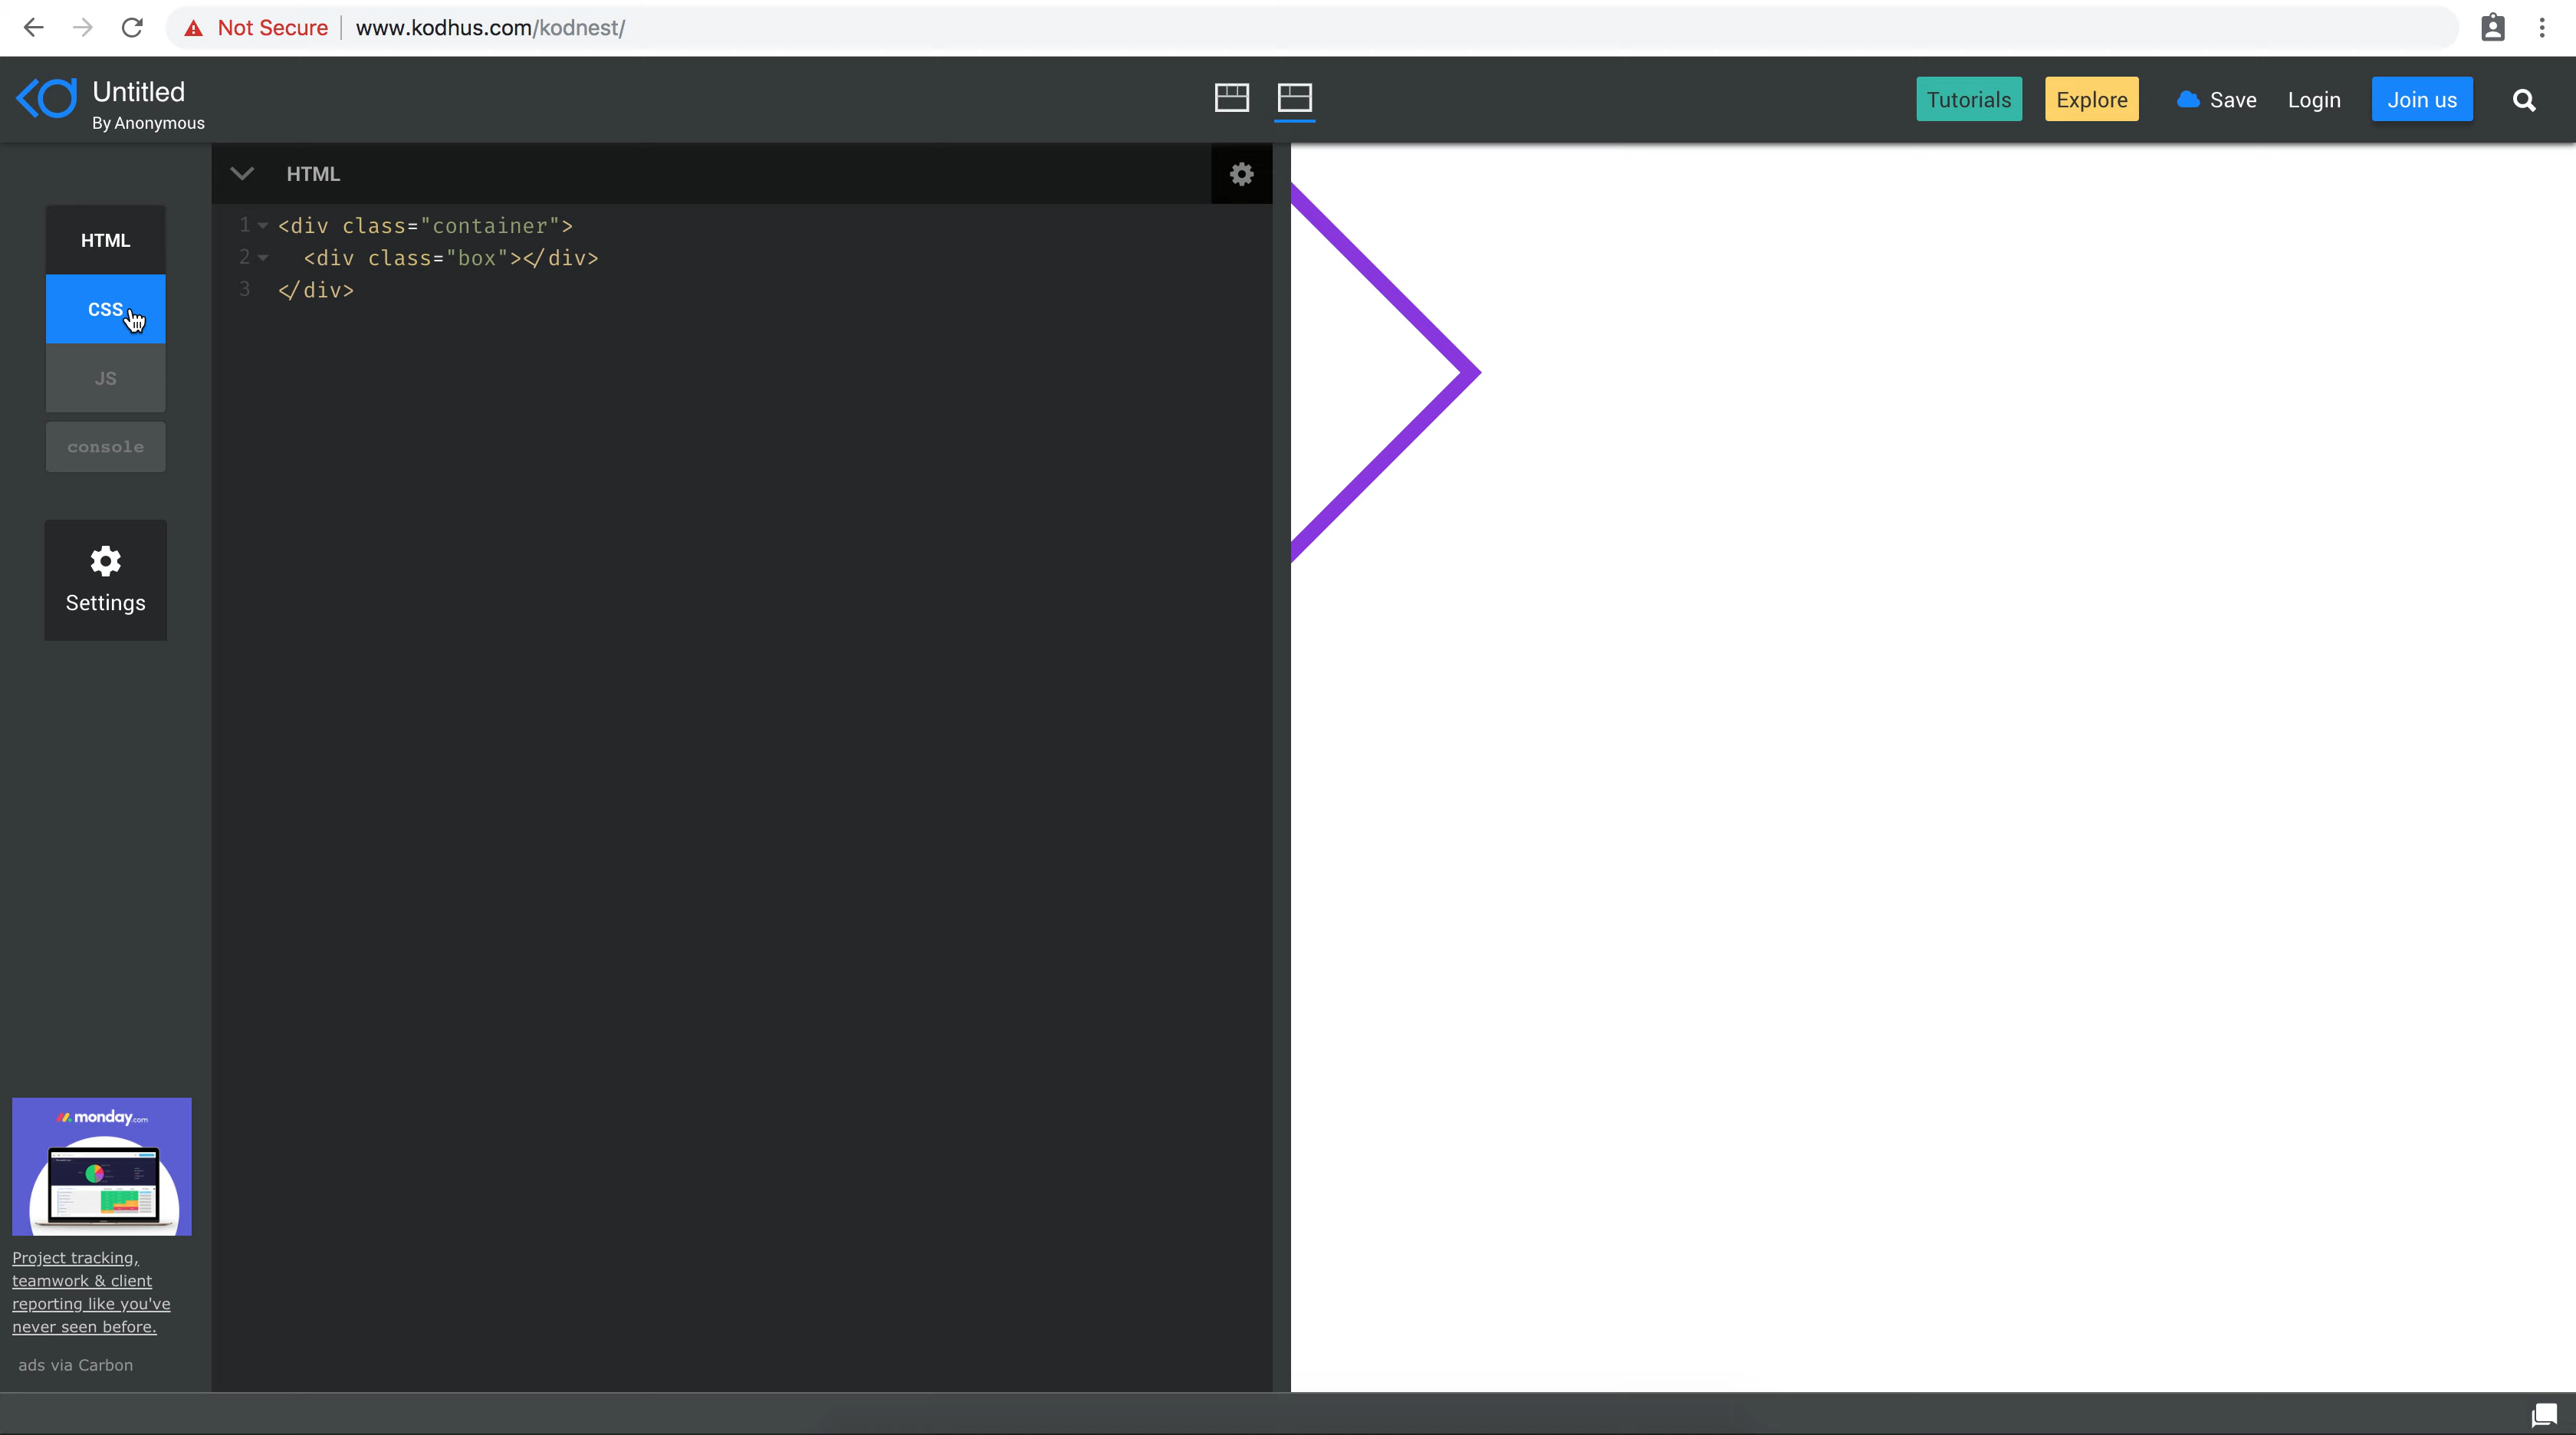 Not Secure www.kodhus.com/kodnest/
Untitled
By Anonymous
Tutorials
Explore
Save
Login
Join us
HTML
CSS
JS
console
Settings
HTML
1 <div class="container">
2 <div class="box"></div>
3 </div>
monday.com
Project tracking,
teamwork & client
reporting like you've
never seen before.
ads via Carbon